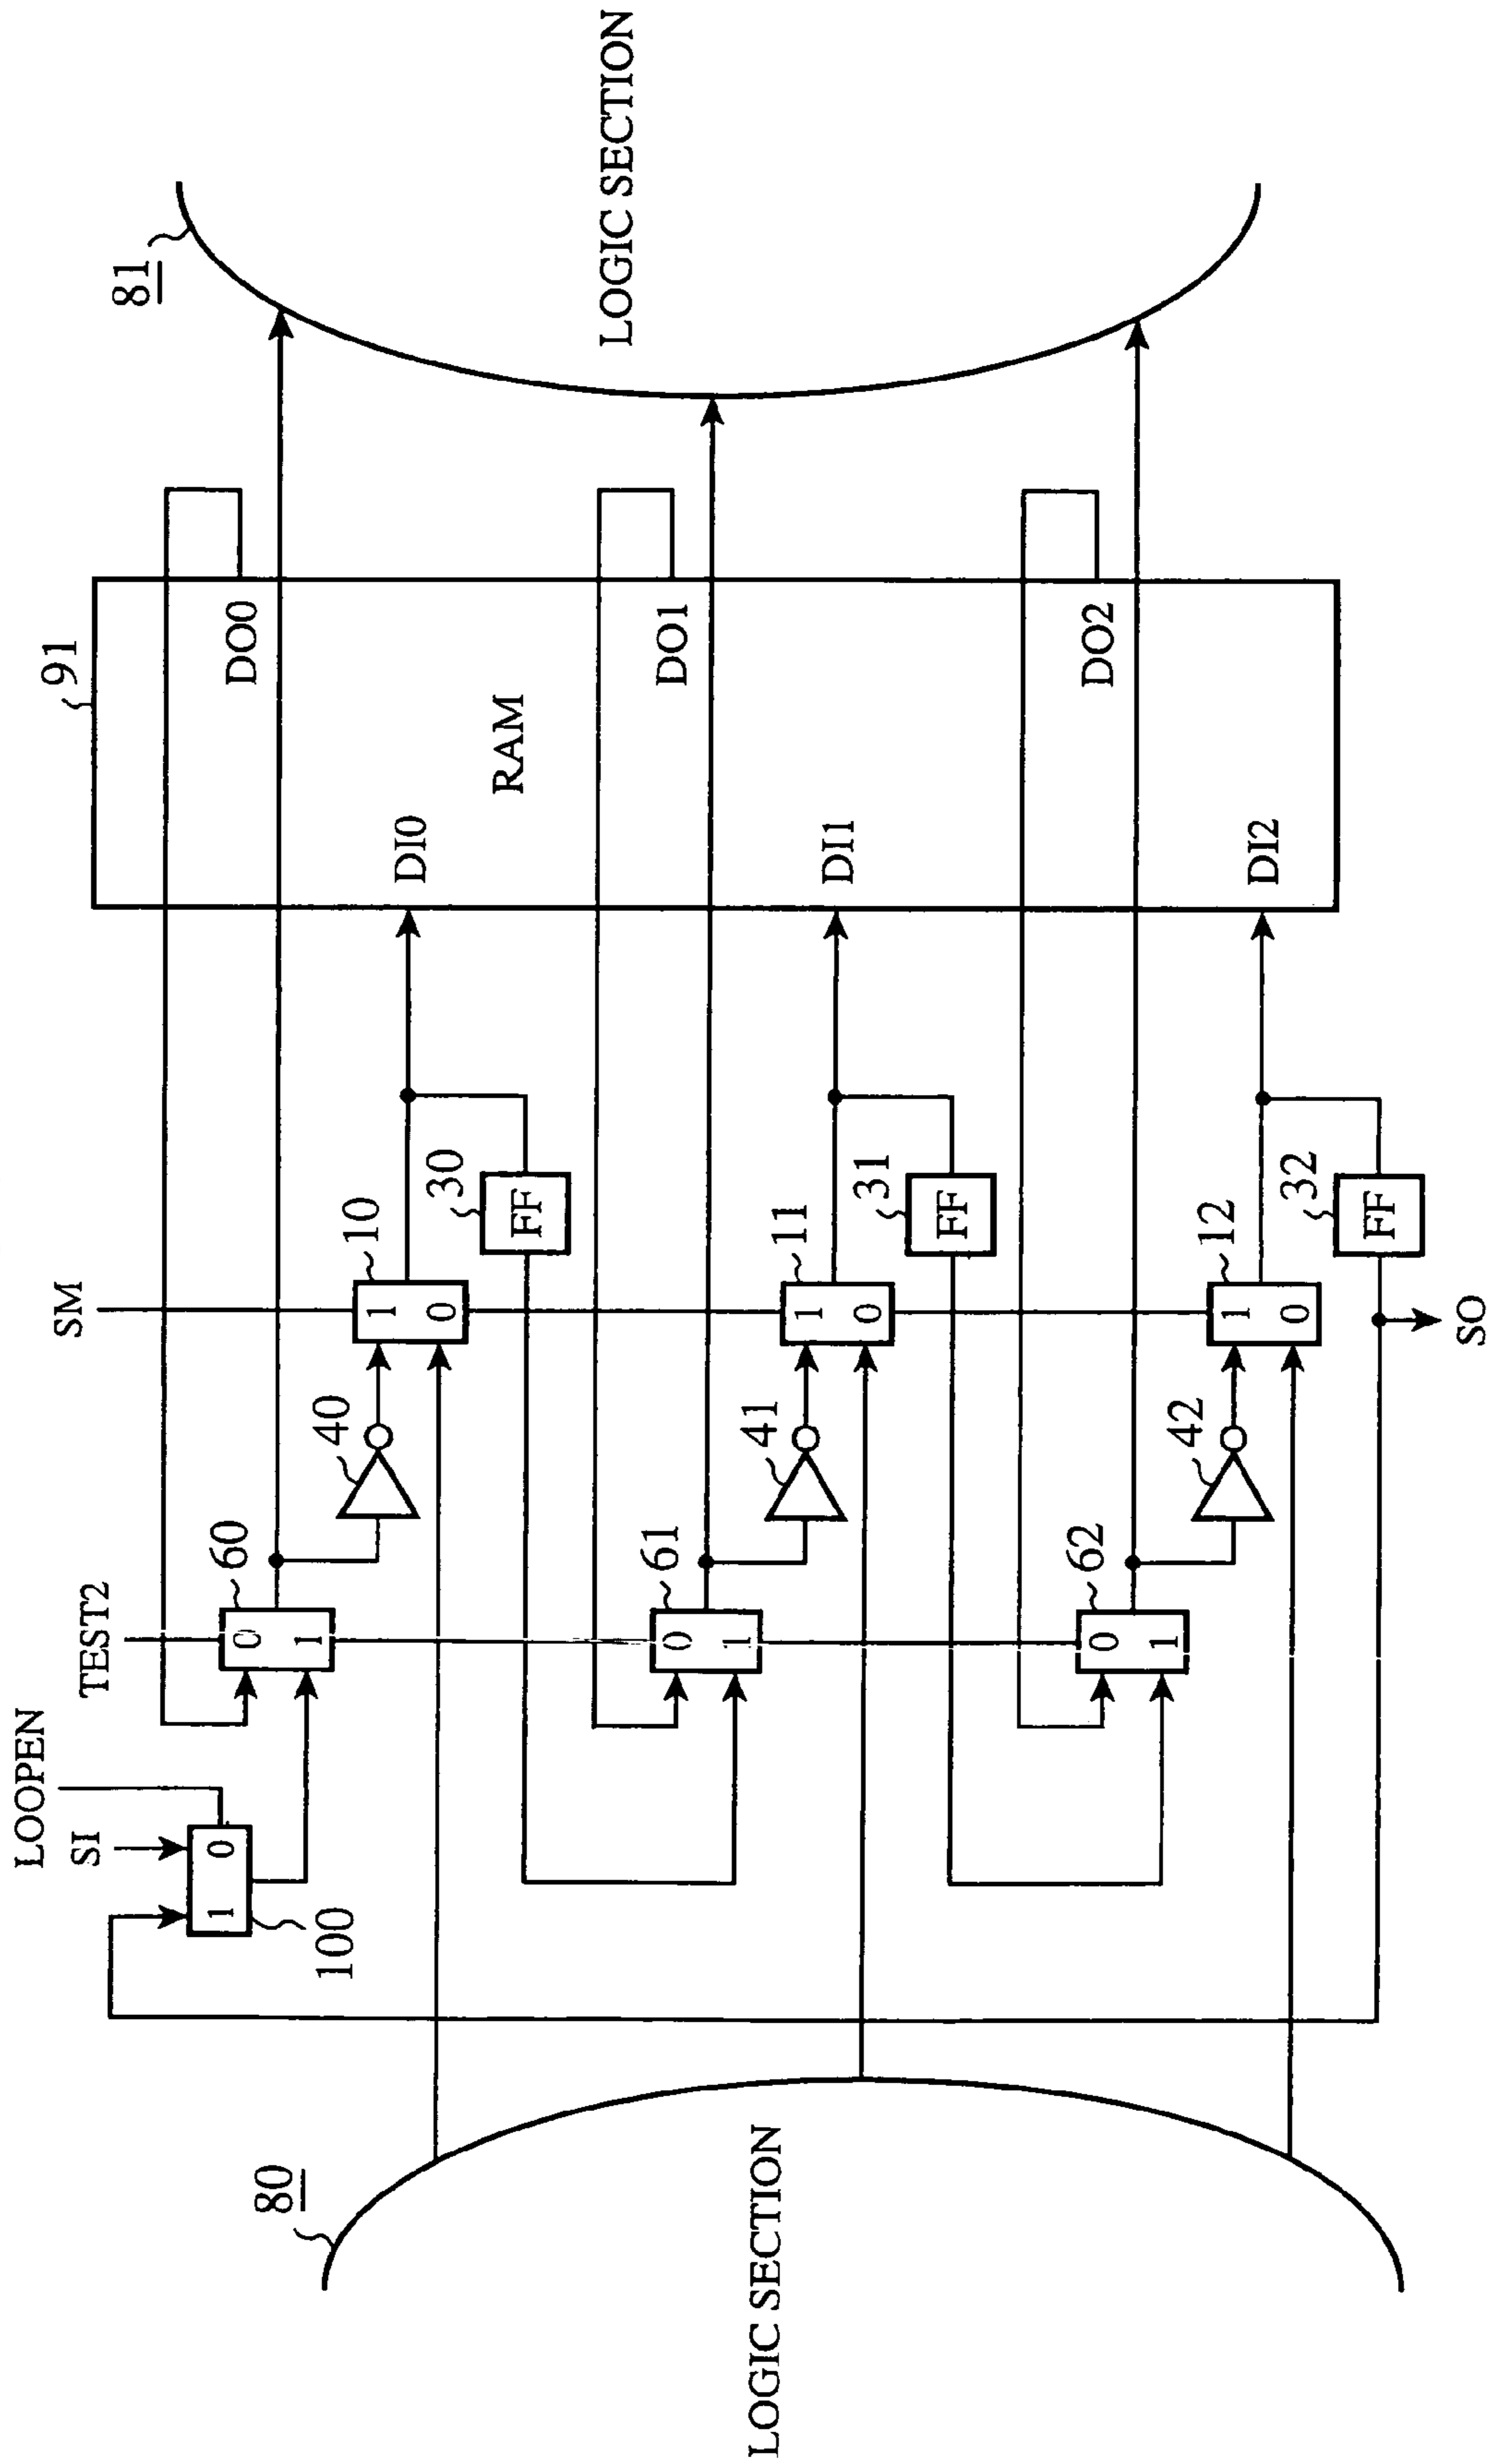 LOOPEN
SI
TEST2
SM
91
81
1 0
100
60
0
1
40
10
1
0
30
FF
DI0
DO0
RAM
LOGIC SECTION
61
0
1
41
11
1
0
31
FF
DI1
DO1
62
0
1
42
12
1
0
32
FF
DI2
DO2
SO
80
LOGIC SECTION